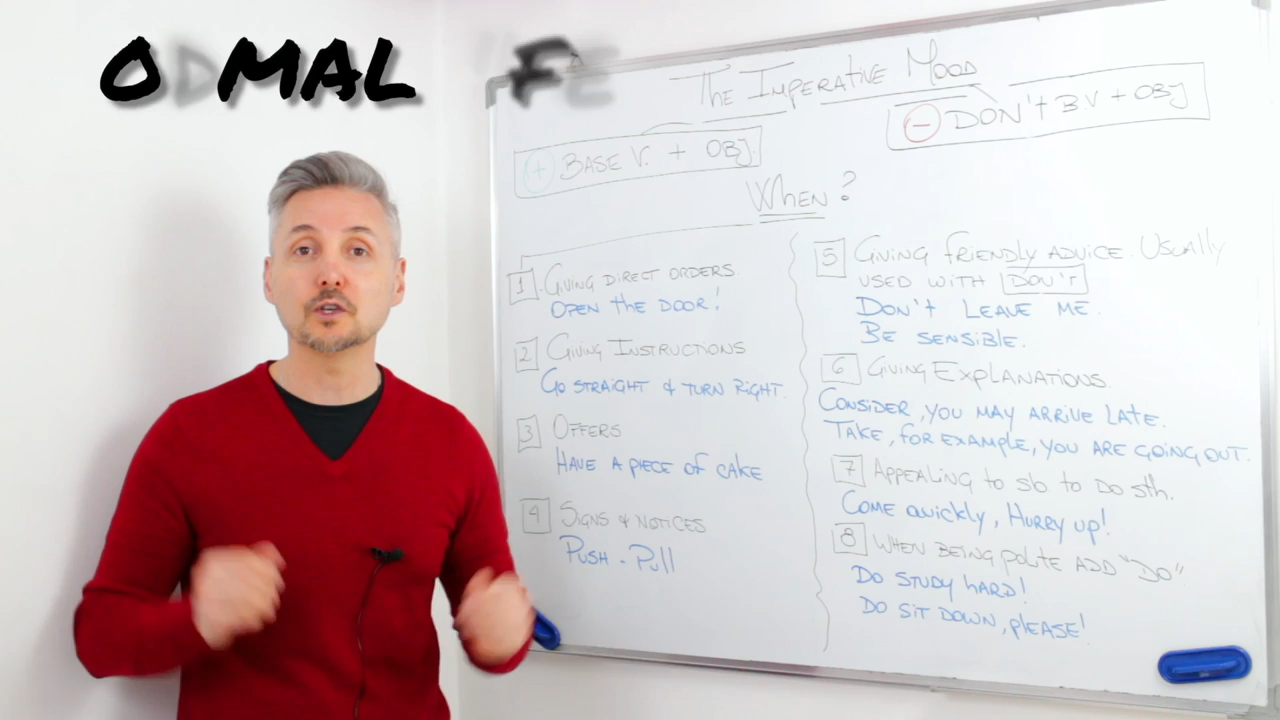 O MAL F
The Imperative Mood
+ BASE V. + OBJ
- DON'T BV + OBJ
When?
1 Giving direct orders
Open the door!
2 Giving Instructions
Go straight & turn right.
3 Offers
Have a piece of cake
4 Signs & Notices
Push - Pull
5 Giving friendly advice. Usually
used with DON'T
Don't leave me.
Be sensible.
6 Giving Explanations.
Consider, you may arrive late.
Take, for example, you are going out.
7 Appealing to sb. to do sth.
Come quickly, Hurry up!
8 When being polite add "DO"
Do study hard!
Do sit down, please!